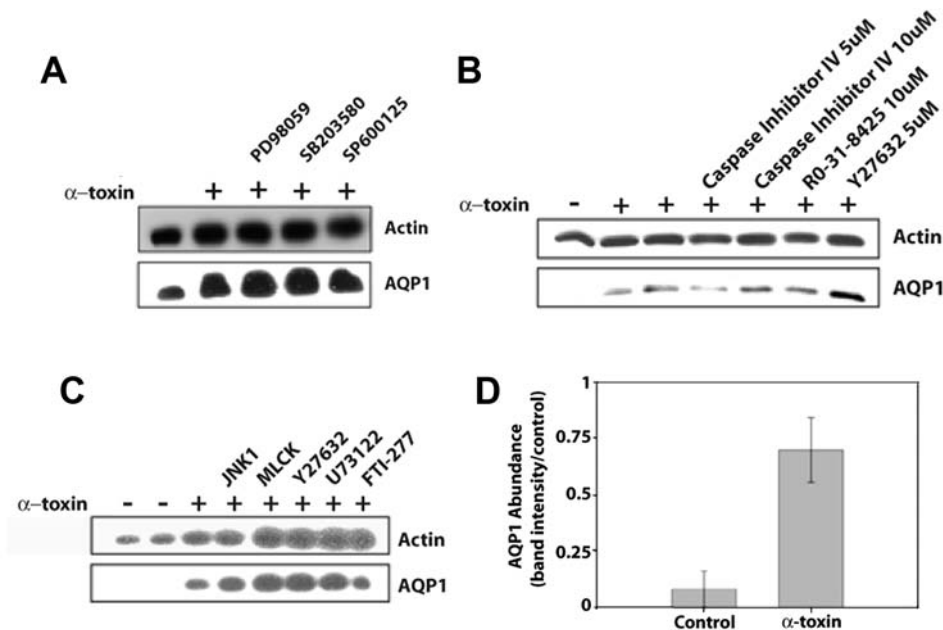 A
PD98059
SB203580
SP600125
α–toxin + + + +
Actin
AQP1
B
Caspase Inhibitor IV 5uM
Caspase Inhibitor IV 10uM
R0-31-8425 10uM
Y27632 5uM
α–toxin - + + + + + +
Actin
AQP1
C
JNK1
MLCK
Y27632
U73122
FTI-277
α–toxin - - + + + + + +
Actin
AQP1
D
AQP1 Abundance
(band intensity/control)
1
0.75
0.5
0.25
0
Control
α-toxin